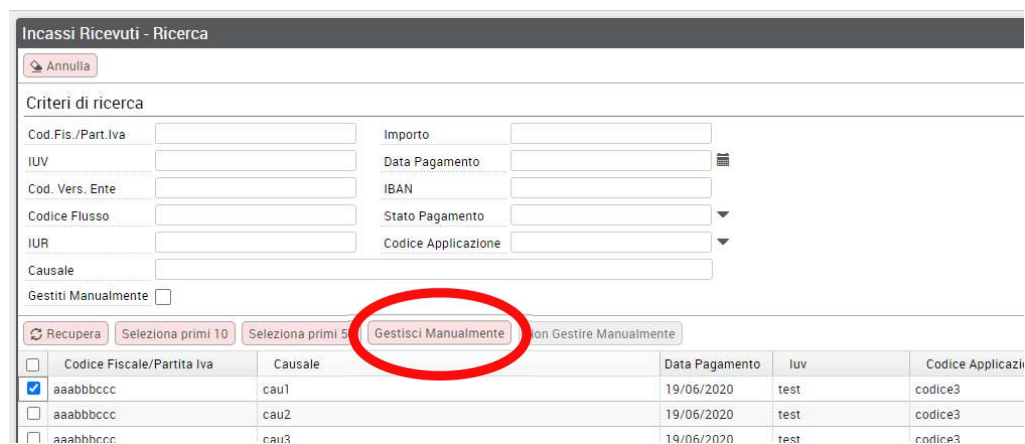 Incassi Ricevuti - Ricerca
Annulla
Criteri di ricerca
Cod.Fis./Part.Iva Importo
IUV Data Pagamento
Cod. Vers. Ente IBAN
Codice Flusso Stato Pagamento
IUR Codice Applicazione
Causale
Gestiti Manualmente
Recupera Seleziona primi 10 Seleziona primi Gestisci Manualmente Gestire Manualmente
Codice Fiscale/Partita Iva Causale Data Pagamento Iuv Codice
aaabbbccc cau1 19/06/2020 test codice3
aaabbbccc cau2 19/06/2020 test codice3
aaabbbccc cau3 19/06/2020 test codice3